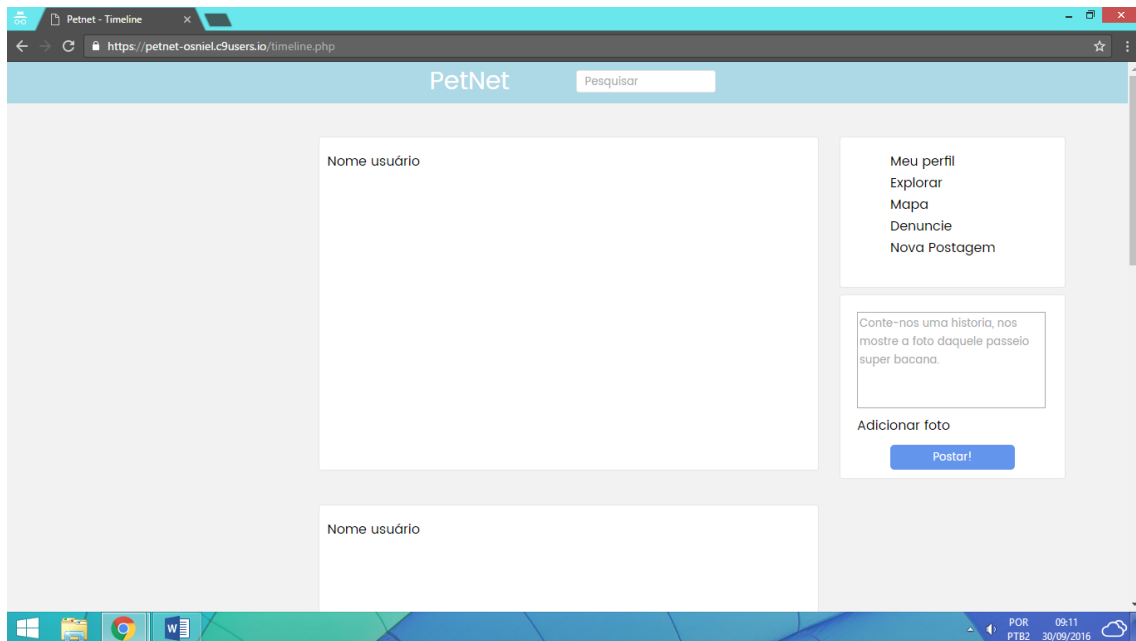 Petnet - Timeline
https://petnet-osniel.c9users.io/timeline.php
PetNet
Pesquisar
Nome usuário
Meu perfil
Explorar
Mapa
Denuncie
Nova Postagem
Conte-nos uma historia, nos
mostre a foto daquele passeio
super bacana.
Adicionar foto
Postar!
Nome usuário
POR
PTB2
09:11
30/09/2016